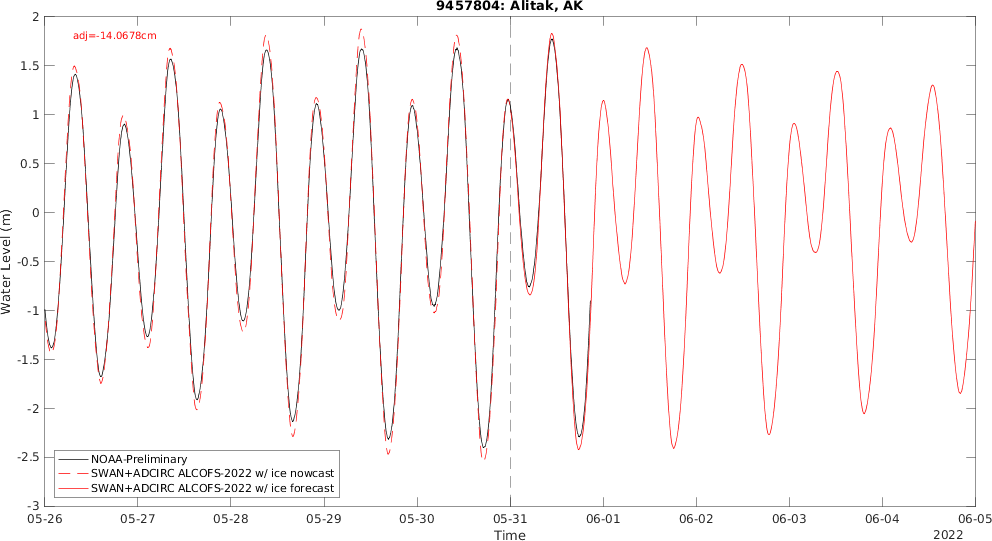 9457804: Alitak, AK
adj=-14.0678cm
2
1.5
1
0.5
0
-0.5
-1
-1.5
-2
-2.5
-3
Water Level (m)
NOAA-Preliminary
SWAN+ADCIRC ALCOFS-2022 w/ ice nowcast
SWAN+ADCIRC ALCOFS-2022 w/ ice forecast
05-26 05-27 05-28 05-29 05-30 05-31 06-01 06-02 06-03 06-04 06-05
Time
2022